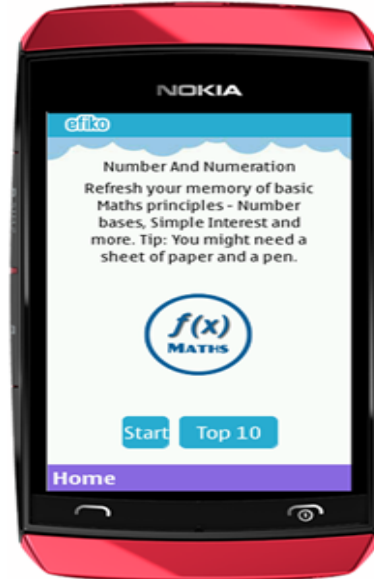 NOKIA
efiko
Number And Numeration
Refresh your memory of basic
Maths principles - Number
bases, Simple Interest and
more. Tip: You might need a
sheet of paper and a pen.
f(x)
MATHS
Start Top 10
Home